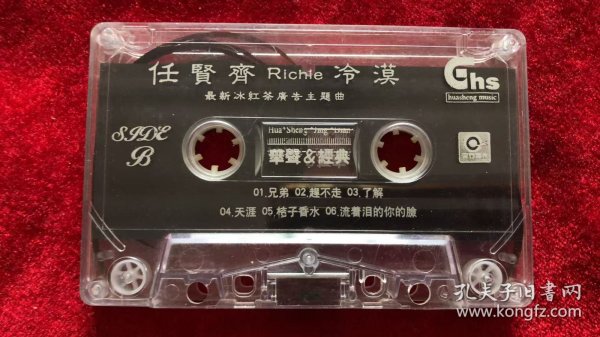 任賢齊 Richie 冷漠
最新冰紅茶廣告主題曲
Ghs
huasheng music
SIDE
B
Hua Sheng Jing Dian
華聲&經典
01.兄弟 02.趕不走 03.了解
04.天涯 05.桔子香水 06.流着泪的你的臉
孔夫子旧書网
www.kongfz.com